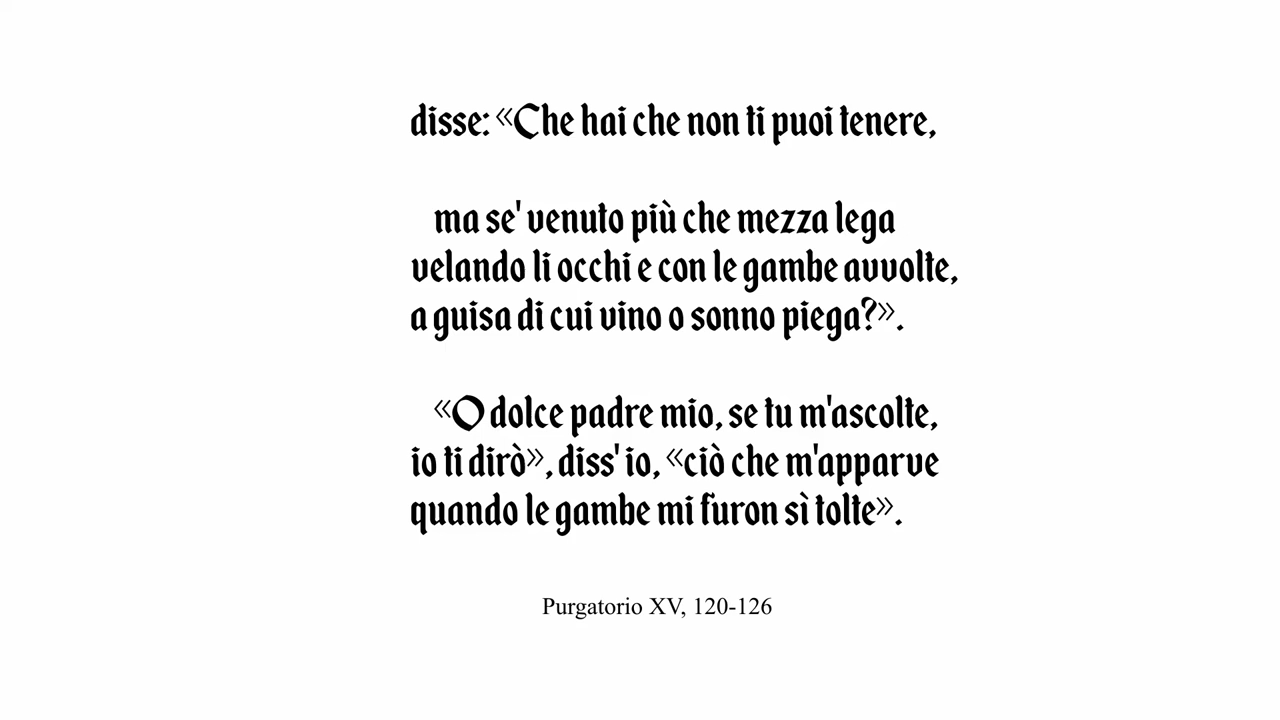 disse: «Che hai che non ti puoi tenere,
ma se' venuto più che mezza lega
velando li occhi e con le gambe avvolte,
a guisa di cui vino o sonno piega?».
«O dolce padre mio, se tu m'ascolte,
io ti dirò», diss' io, «ciò che m'apparve
quando le gambe mi furon sì tolte».
Purgatorio XV, 120-126